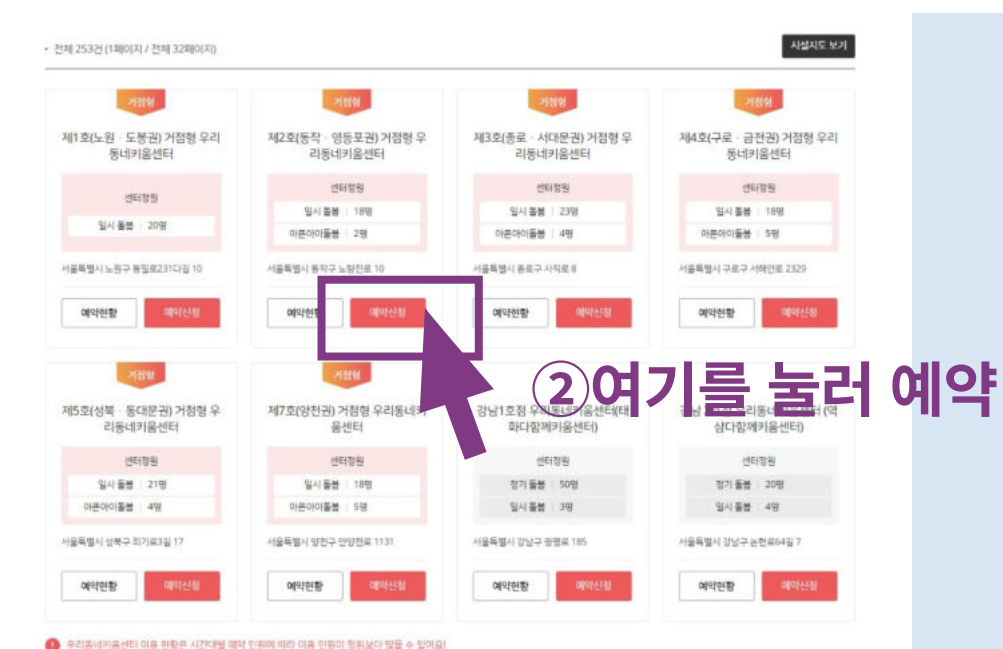 • 전체 253건 (1페이지 / 전체 32페이지)
시설지도 보기
거점형
제1호(노원 · 도봉권) 거점형 우리
동네키움센터
센터정원
일시 돌봄 | 20명
서울특별시 노원구 동일로231다길 10
예약현황 예약신청
거점형
제2호(동작 · 영등포권) 거점형 우
리동네키움센터
센터정원
일시 돌봄 | 18명
아픈아이돌봄 | 2명
서울특별시 동작구 노량진로 10
예약현황 예약신청
거점형
제3호(종로 · 서대문권) 거점형 우
리동네키움센터
센터정원
일시 돌봄 | 23명
아픈아이돌봄 | 4명
서울특별시 종로구 사직로 8
예약현황 예약신청
거점형
제4호(구로 · 금천권) 거점형 우리
동네키움센터
센터정원
일시 돌봄 | 18명
아픈아이돌봄 | 5명
서울특별시 구로구 서해안로 2329
예약현황 예약신청
②여기를 눌러 예약
거점형
제5호(성북 · 동대문권) 거점형 우
리동네키움센터
센터정원
일시 돌봄 | 21명
아픈아이돌봄 | 4명
서울특별시 성북구 회기로3길 17
예약현황 예약신청
거점형
제7호(양천권) 거점형 우리동네키
움센터
센터정원
일시 돌봄 | 18명
아픈아이돌봄 | 5명
서울특별시 양천구 안양천로 1131
예약현황 예약신청
강남1호점 우리동네키움센터(태
화다함께키움센터)
센터정원
정기 돌봄 | 50명
일시 돌봄 | 3명
서울특별시 강남구 광평로 185
예약현황 예약신청
우리동네키움센터 (역
삼다함께키움센터)
센터정원
정기 돌봄 | 20명
일시 돌봄 | 4명
서울특별시 강남구 논현로64길 7
예약현황 예약신청
우리동네키움센터 이용 현황은 시간대별 예약 인원에 따라 이용 인원이 정원보다 많을 수 있어요!